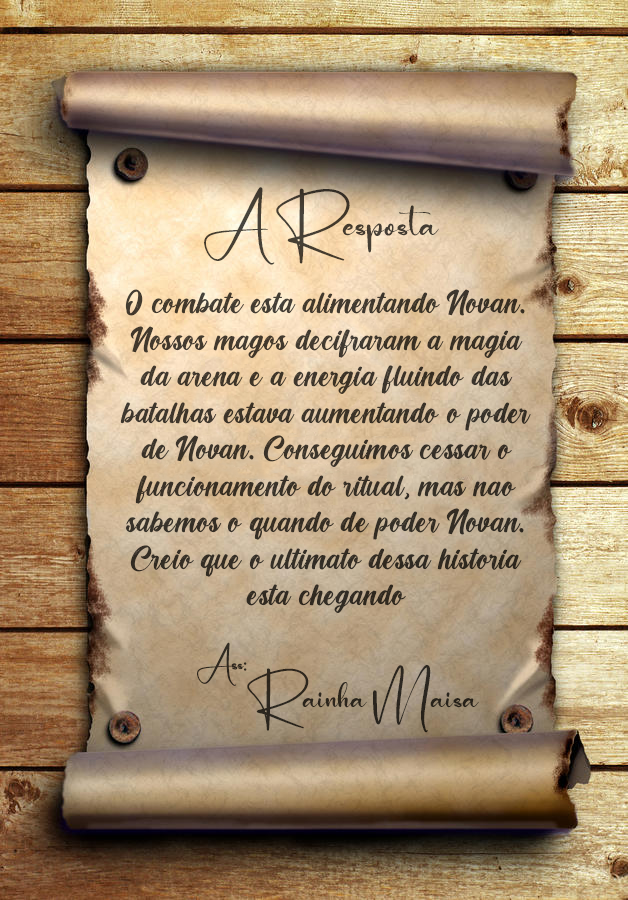 A Resposta
O combate esta alimentando Novan.
Nossos magos decifraram a magia
da arena e a energia fluindo das
batalhas estava aumentando o poder
de Novan. Conseguimos cessar o
funcionamento do ritual, mas nao
sabemos o quando de poder Novan.
Creio que o ultimato dessa historia
esta chegando
Ass:
Rainha Maisa